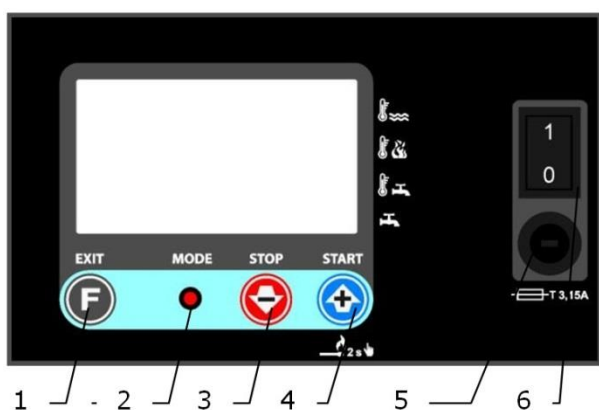 1
0
EXIT MODE STOP START
F - +
T 3,15A
2 s
1 - 2 3 4 5 6